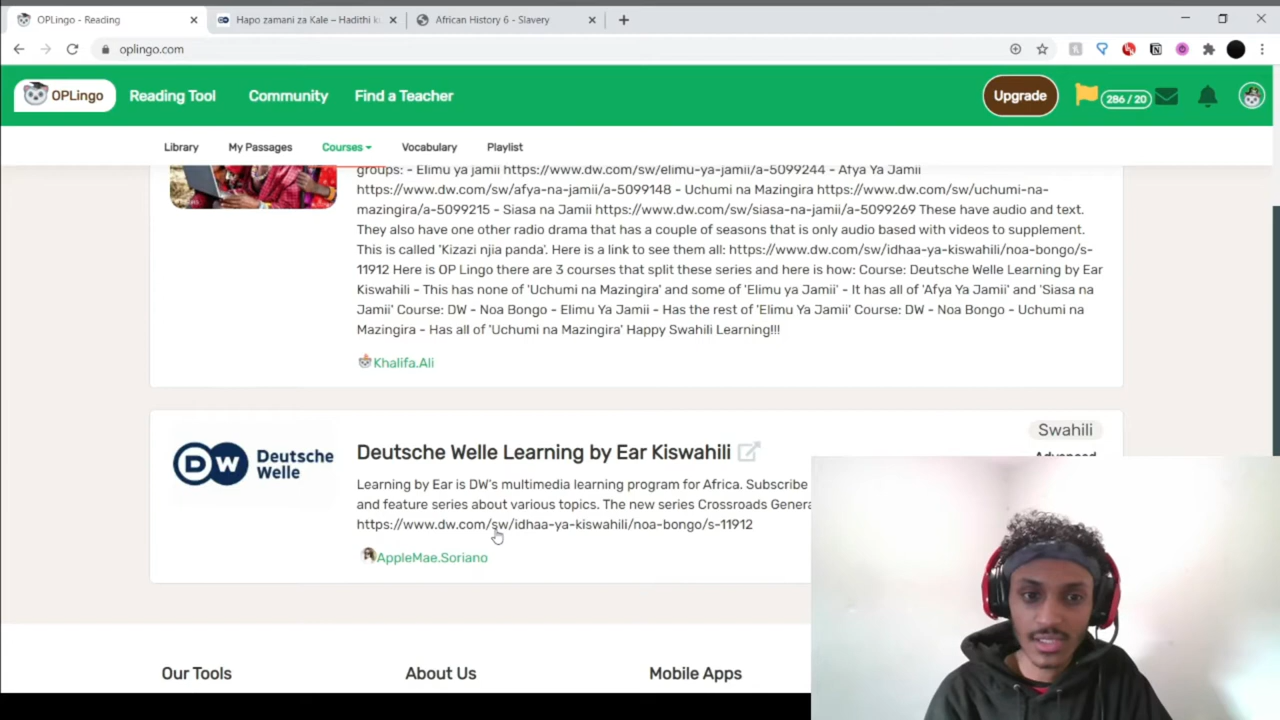 OPLingo - Reading
Hapo zamani za Kale – Hadithi ku
African History 6 - Slavery
oplingo.com
OPLingo
Reading Tool
Community
Find a Teacher
Upgrade
286 / 20
Library
My Passages
Courses
Vocabulary
Playlist
groups: - Elimu ya jamii https://www.dw.com/sw/elimu-ya-jamii/a-5099244 - Afya Ya Jamii
https://www.dw.com/sw/afya-na-jamii/a-5099148 - Uchumi na Mazingira https://www.dw.com/sw/uchumi-na-
mazingira/a-5099215 - Siasa na Jamii https://www.dw.com/sw/siasa-na-jamii/a-5099269 These have audio and text.
They also have one other radio drama that has a couple of seasons that is only audio based with videos to supplement.
This is called 'Kizazi njia panda'. Here is a link to see them all: https://www.dw.com/sw/idhaa-ya-kiswahili/noa-bongo/s-
11912 Here is OP Lingo there are 3 courses that split these series and here is how: Course: Deutsche Welle Learning by Ear
Kiswahili - This has none of 'Uchumi na Mazingira' and some of 'Elimu ya Jamii' - It has all of 'Afya Ya Jamii' and 'Siasa na
Jamii' Course: DW - Noa Bongo - Elimu Ya Jamii - Has the rest of 'Elimu Ya Jamii' Course: DW - Noa Bongo - Uchumi na
Mazingira - Has all of 'Uchumi na Mazingira' Happy Swahili Learning!!!
Khalifa.Ali
DW Deutsche
Welle
Deutsche Welle Learning by Ear Kiswahili
Swahili
Advanced
Learning by Ear is DW's multimedia learning program for Africa. Subscribe
and feature series about various topics. The new series Crossroads Genera
https://www.dw.com/sw/idhaa-ya-kiswahili/noa-bongo/s-11912
AppleMae.Soriano
Our Tools
About Us
Mobile Apps